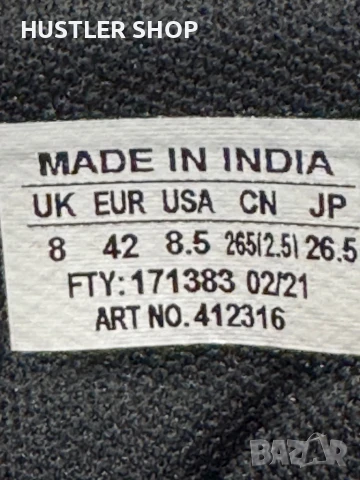 HUSTLER SHOP
MADE IN INDIA
UK EUR USA CN JP
8 42 8.5 265(2.5) 26.5
FTY: 171383 02/21
ART NO. 412316
BAZAR